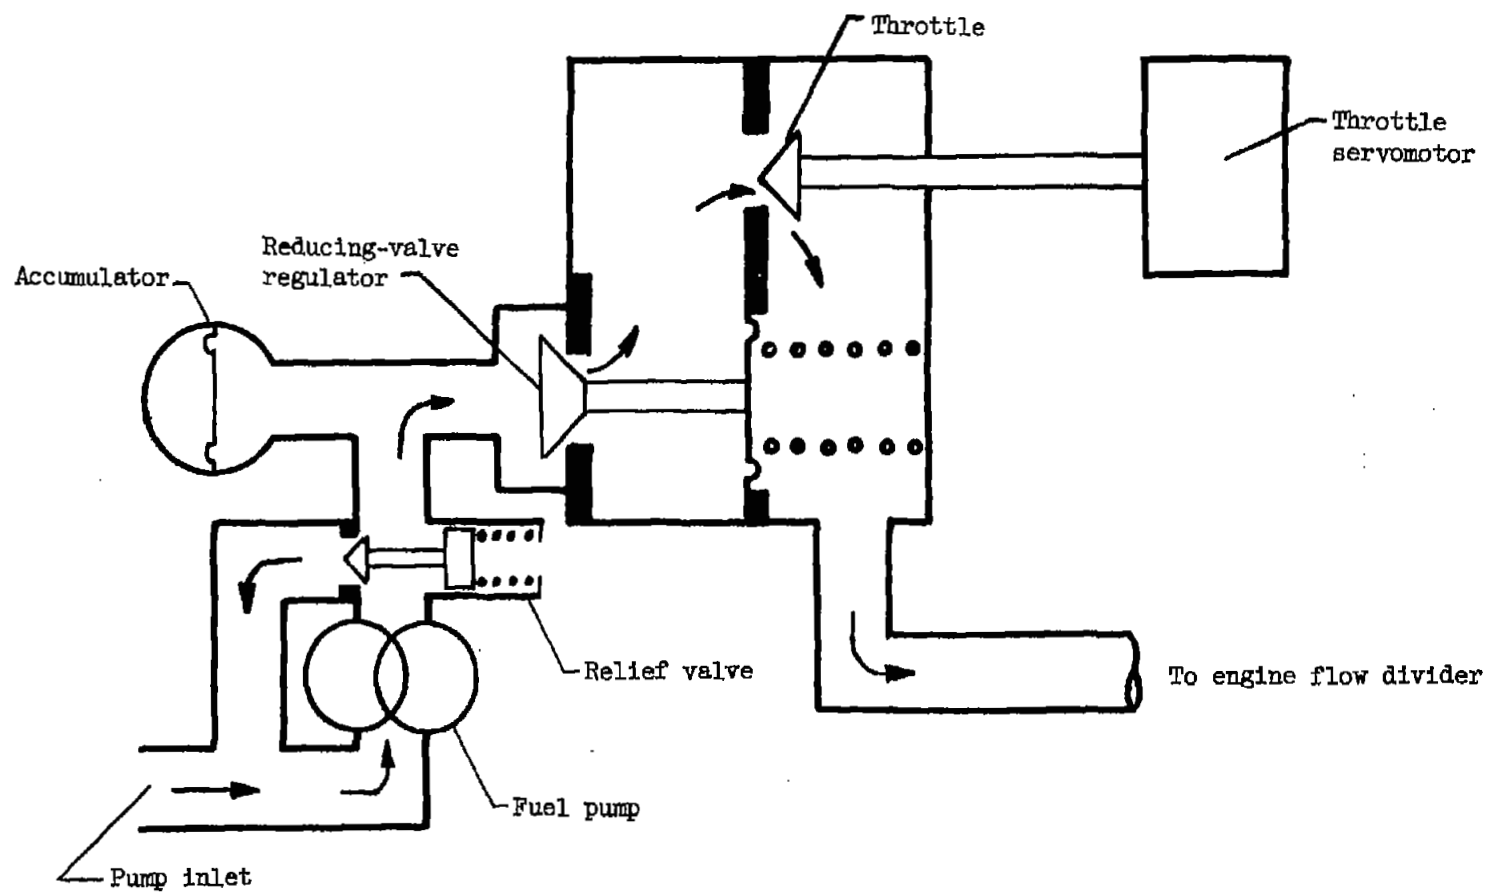 Throttle
Throttle
servomotor
Reducing-valve
regulator
Accumulator
Relief valve
To engine flow divider
Fuel pump
Pump inlet